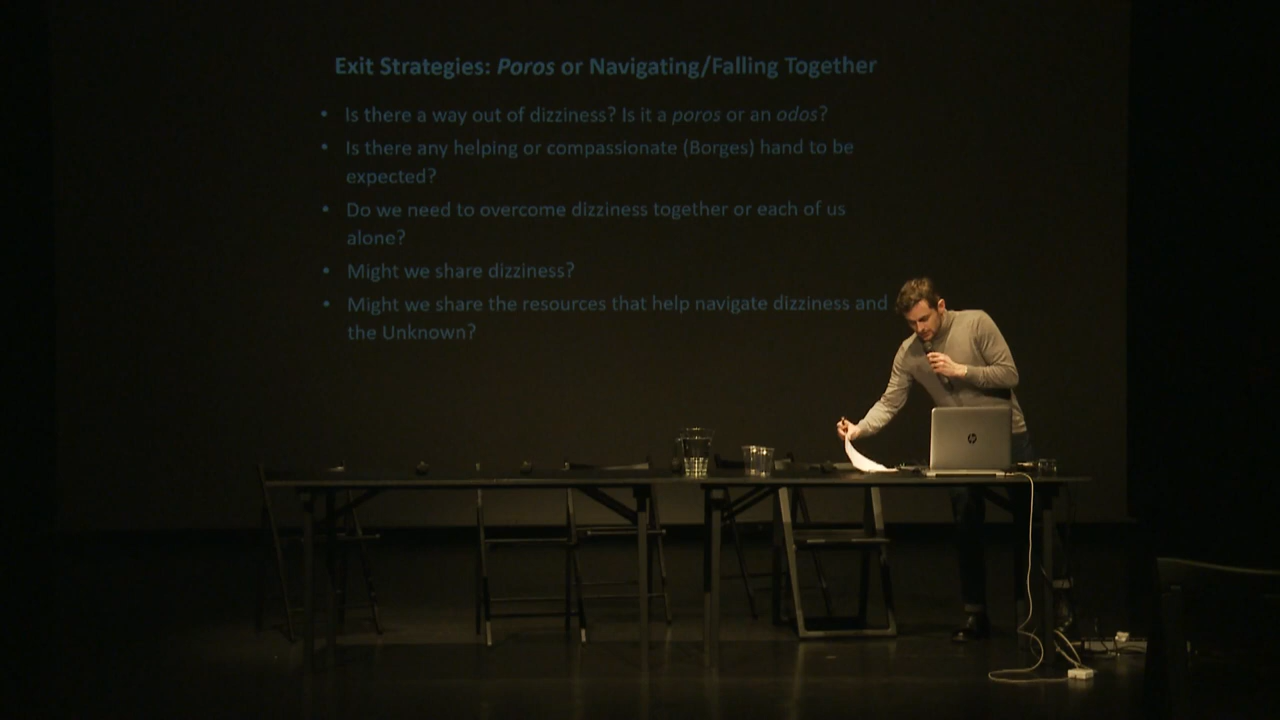 Exit Strategies: Poros or Navigating/Falling Together
• Is there a way out of dizziness? Is it a poros or an odos?
• Is there any helping or compassionate (Borges) hand to be
expected?
• Do we need to overcome dizziness together or each of us
alone?
• Might we share dizziness?
• Might we share the resources that help navigate dizziness and
the Unknown?
hp